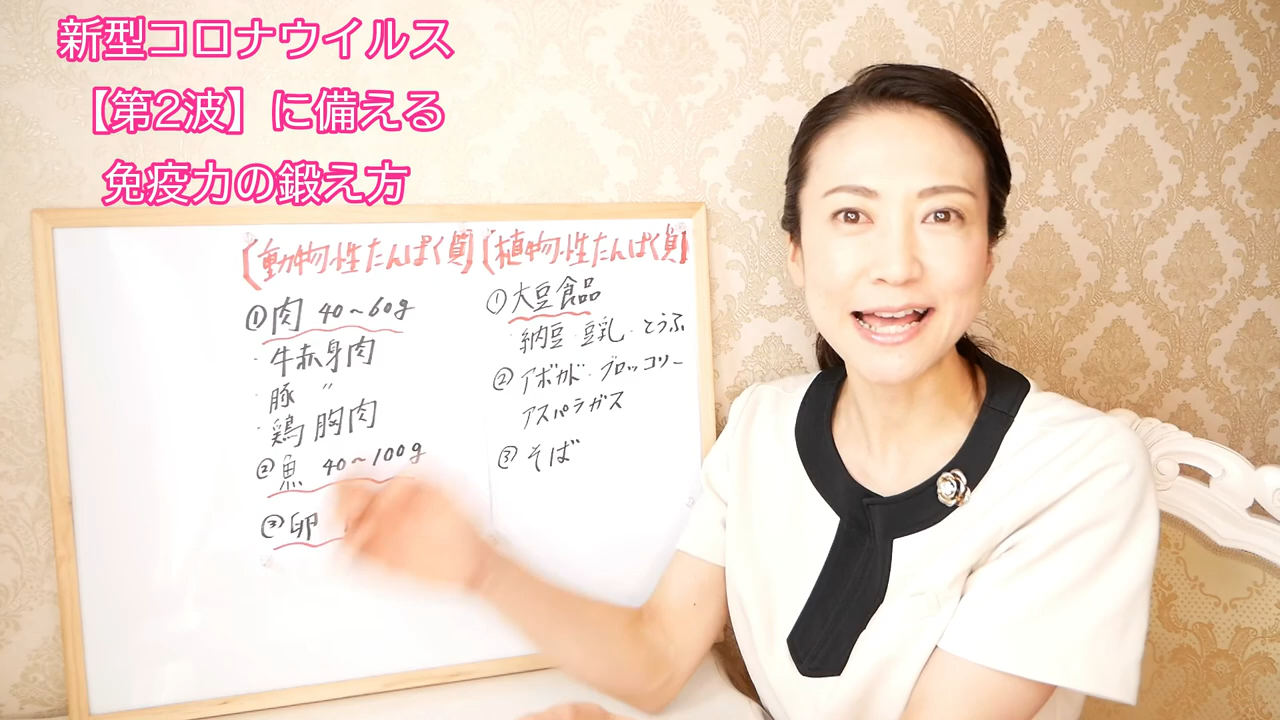 新型コロナウイルス
【第2波】に備える
免疫力の鍛え方
【動物性たんぱく質】
①肉 40～60g
・牛赤身肉
・豚 〃
・鶏胸肉
②魚 40～100g
③卵
【植物性たんぱく質】
①大豆食品
・納豆・豆乳・とうふ
②アボカド・ブロッコリー
アスパラガス
③そば